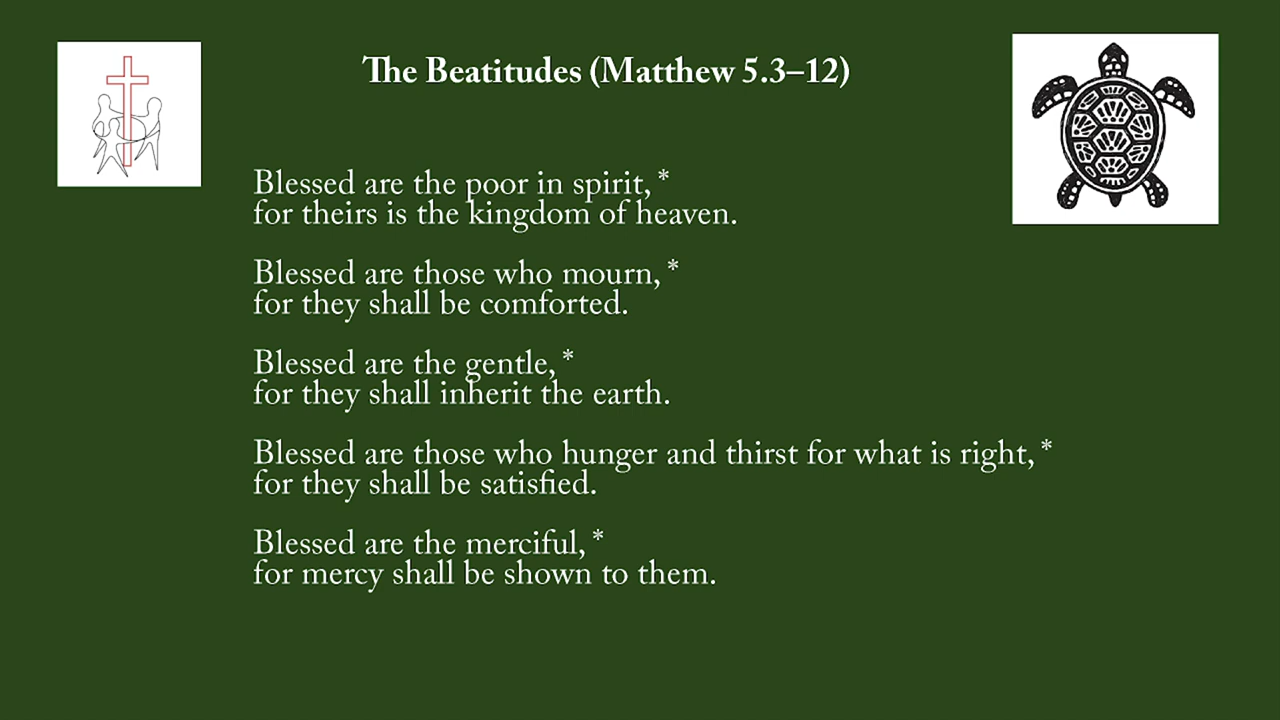 The Beatitudes (Matthew 5.3–12)
Blessed are the poor in spirit, *
for theirs is the kingdom of heaven.
Blessed are those who mourn, *
for they shall be comforted.
Blessed are the gentle, *
for they shall inherit the earth.
Blessed are those who hunger and thirst for what is right, *
for they shall be satisfied.
Blessed are the merciful, *
for mercy shall be shown to them.